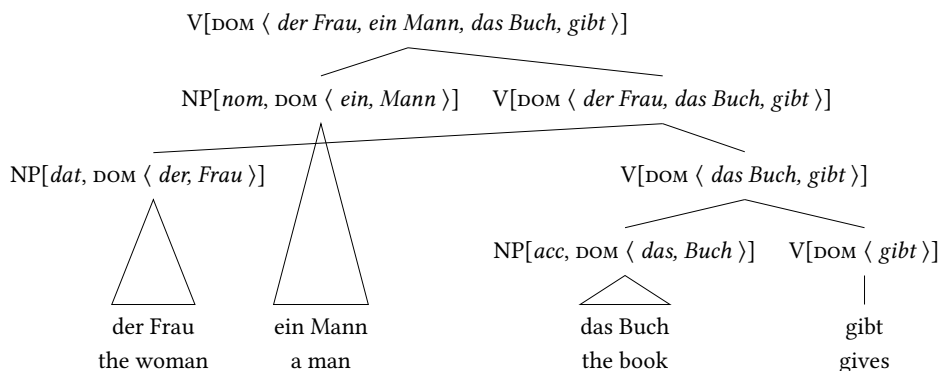 V[DOM ⟨ der Frau, ein Mann, das Buch, gibt ⟩]
NP[nom, DOM ⟨ ein, Mann ⟩] V[DOM ⟨ der Frau, das Buch, gibt ⟩]
NP[dat, DOM ⟨ der, Frau ⟩] V[DOM ⟨ das Buch, gibt ⟩]
NP[acc, DOM ⟨ das, Buch ⟩] V[DOM ⟨ gibt ⟩]
der Frau ein Mann das Buch gibt
the woman a man the book gives